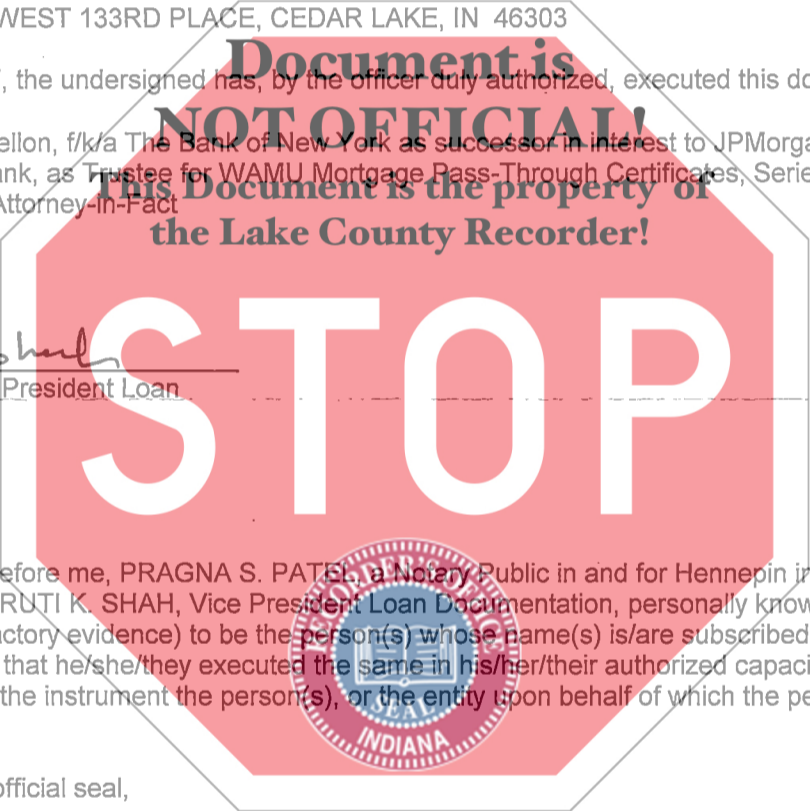 WEST 133RD PLACE, CEDAR LAKE, IN 46303
Document is
, the undersigned has, by the officer duly authorized, executed this do
NOT OFFICIAL!
ellon, f/k/a The Bank of New York as successor in interest to JPMorga
ank, as Trustee for WAMU Mortgage Pass-Through Certificates, Serie
This Document is the property of
Attorney-In-Fact
the Lake County Recorder!
STOP
President Loan
efore me, PRAGNA S. PATEL, a Notary Public in and for Hennepin in
RUTI K. SHAH, Vice President Loan Documentation, personally know
actory evidence) to be the person(s) whose name(s) is/are subscribed
that he/she/they executed the same in his/her/their authorized capaci
the instrument the person(s), or the entity upon behalf of which the pe
RECORDER'S OFFICE
SEAL
INDIANA
official seal,